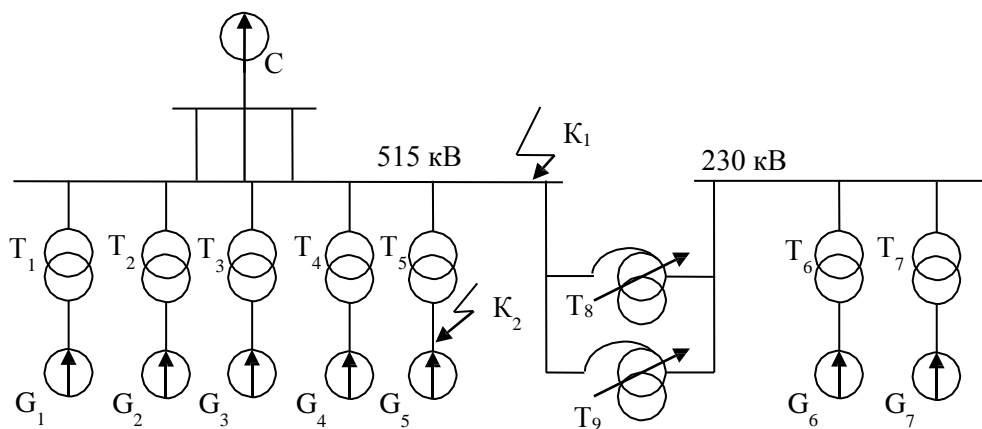 C
K₁
515 кВ
230 кВ
T₁
T₂
T₃
T₄
T₅
T₆
T₇
K₂
T₈
T₉
G₁
G₂
G₃
G₄
G₅
G₆
G₇